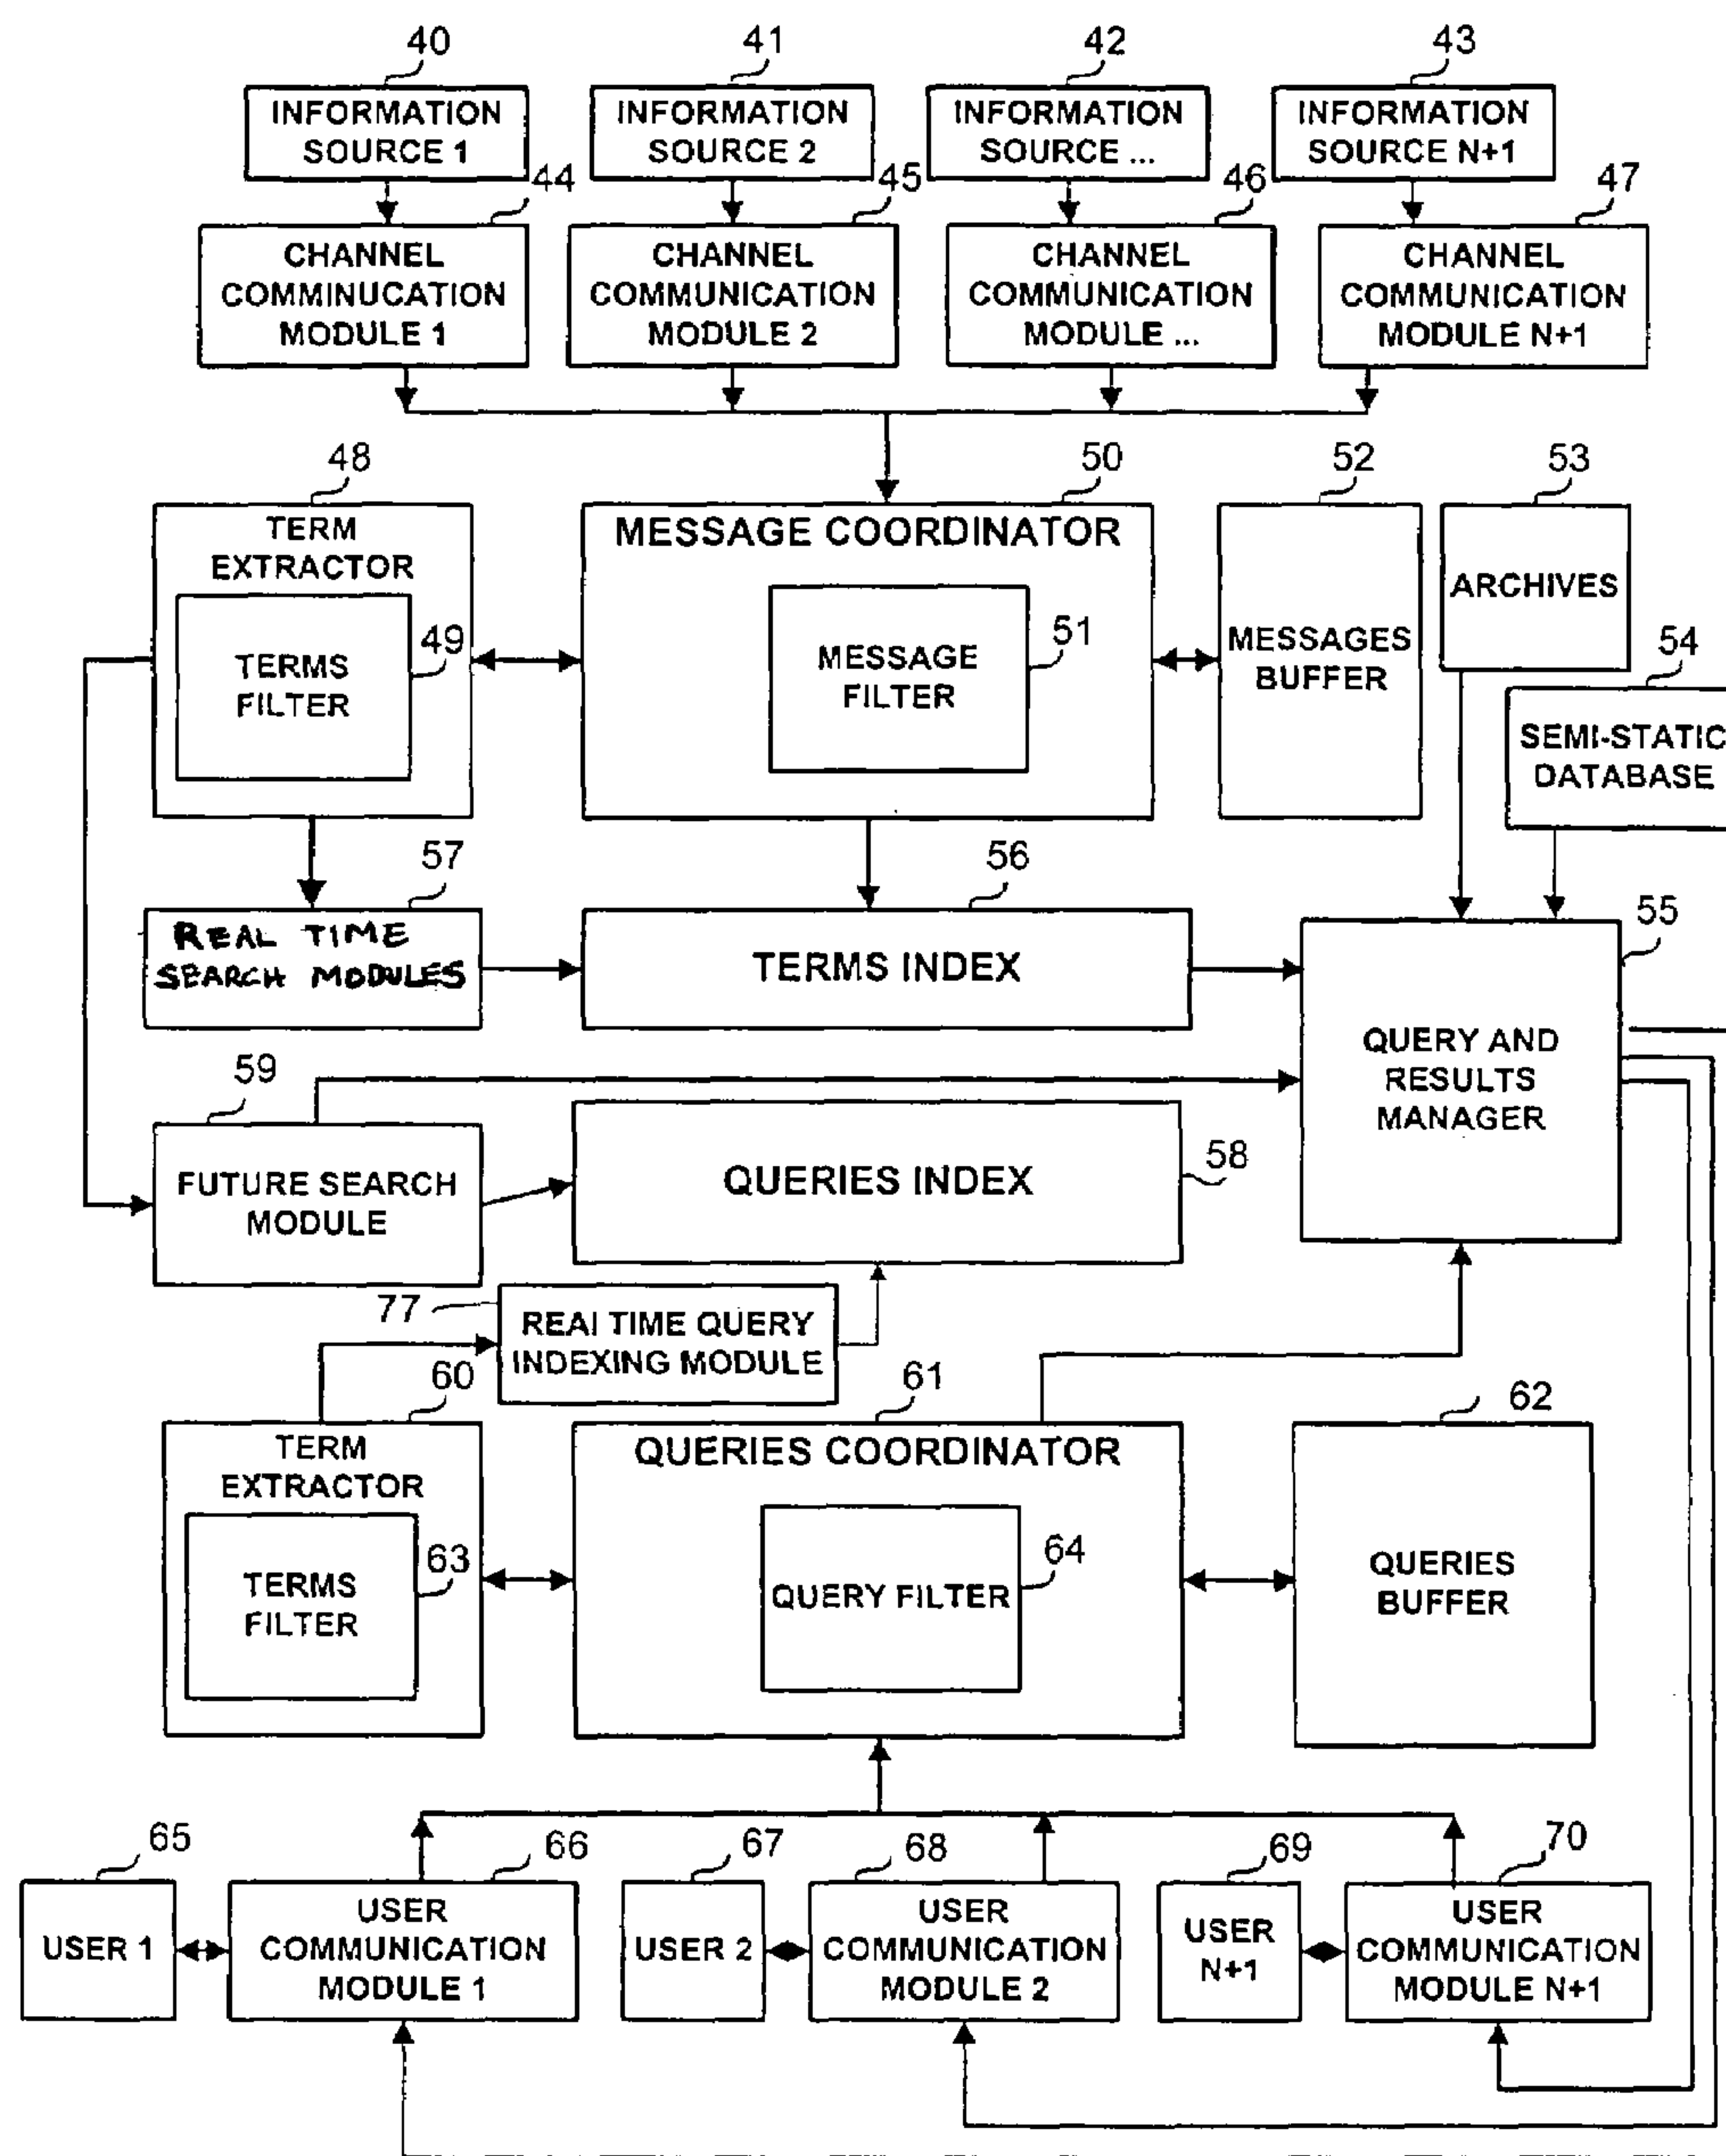 40
41
42
43
INFORMATION
SOURCE 1
INFORMATION
SOURCE 2
INFORMATION
SOURCE ...
INFORMATION
SOURCE N+1
44
45
46
47
CHANNEL
COMMINUCATION
MODULE 1
CHANNEL
COMMUNICATION
MODULE 2
CHANNEL
COMMUNICATION
MODULE ...
CHANNEL
COMMUNICATION
MODULE N+1
48
50
52
53
TERM
EXTRACTOR
49
TERMS
FILTER
MESSAGE COORDINATOR
51
MESSAGE
FILTER
MESSAGES
BUFFER
ARCHIVES
54
SEMI-STATIC
DATABASE
57
56
55
REAL TIME
SEARCH MODULES
TERMS INDEX
QUERY AND
RESULTS
MANAGER
59
FUTURE SEARCH
MODULE
QUERIES INDEX
58
77
REAI TIME QUERY
INDEXING MODULE
60
61
62
TERM
EXTRACTOR
63
TERMS
FILTER
QUERIES COORDINATOR
64
QUERY FILTER
QUERIES
BUFFER
65
66
67
68
69
70
USER 1
USER
COMMUNICATION
MODULE 1
USER 2
USER
COMMUNICATION
MODULE 2
USER
N+1
USER
COMMUNICATION
MODULE N+1